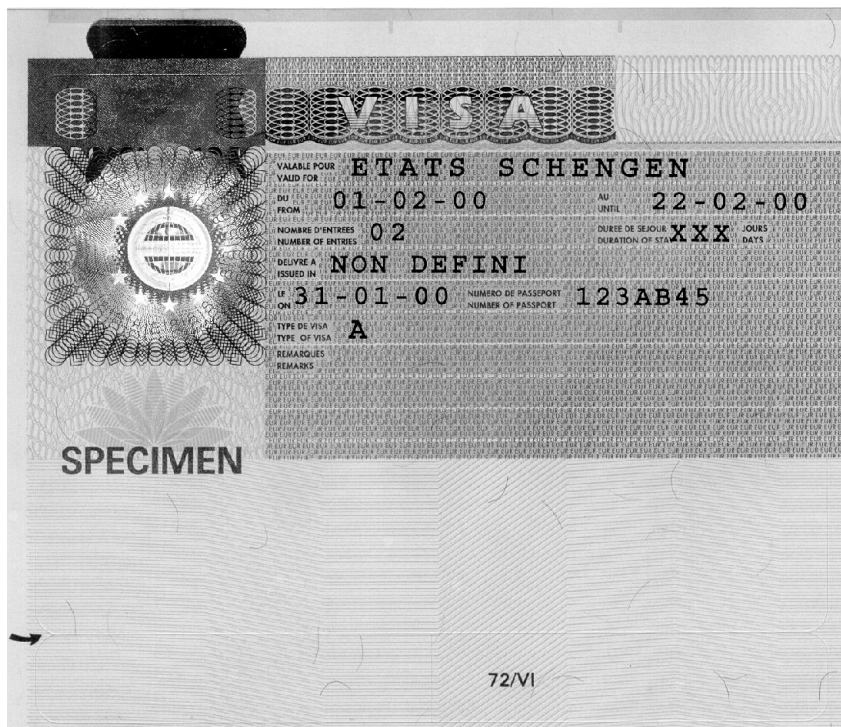 VISA
VALABLE POUR ETATS SCHENGEN
VALID FOR
DU 01-02-00 AU 22-02-00
FROM UNTIL
NOMBRE D'ENTREES 02 DUREE DE SEJOUR XXX JOURS
NUMBER OF ENTRIES DURATION OF STA DAYS
DELIVRE A NON DEFINI
ISSUED IN
LE 31-01-00 NUMERO DE PASSEPORT 123AB45
ON NUMBER OF PASSPORT
TYPE DE VISA A
TYPE OF VISA
REMARQUES
REMARKS
SPECIMEN
72/VI